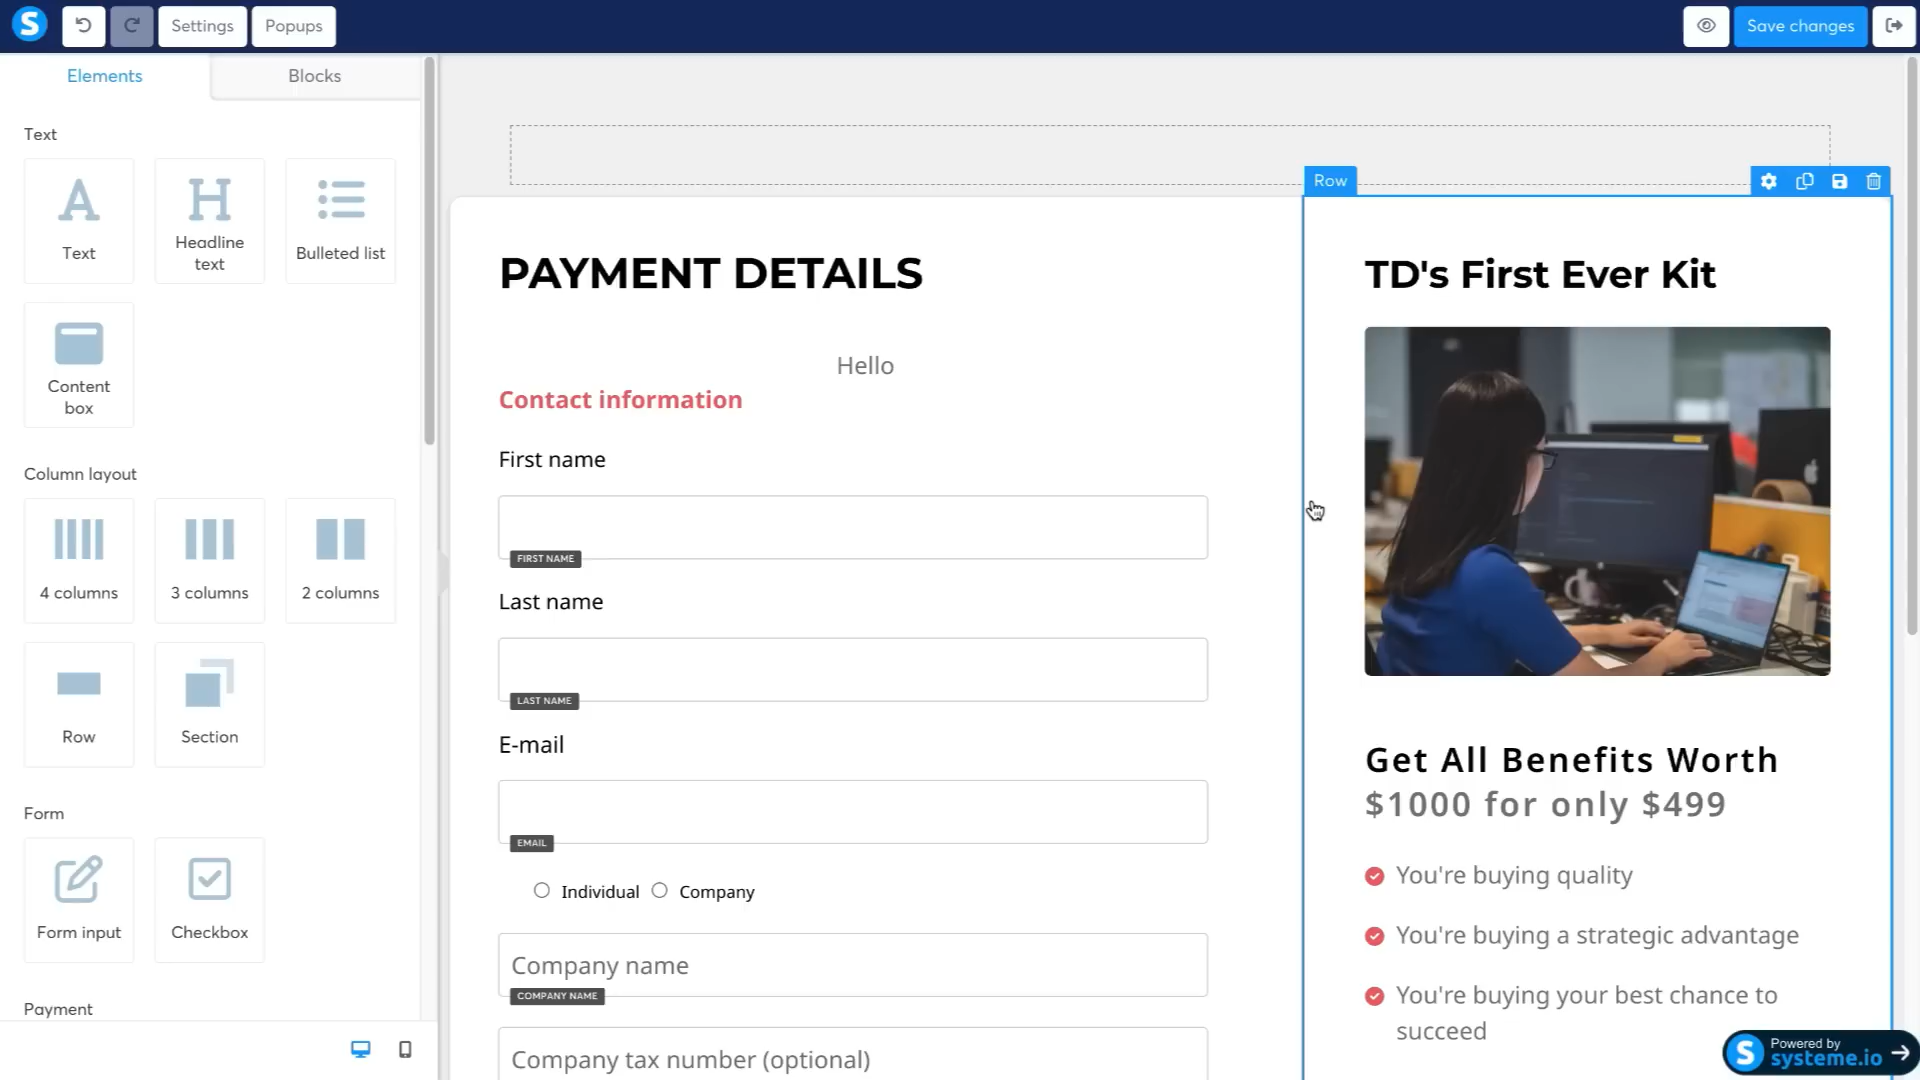 S
Settings
Popups
Save changes
Elements
Blocks
Text
Text
Headline
text
Bulleted list
Content
box
Column layout
4 columns
3 columns
2 columns
Row
Section
Form
Form input
Checkbox
Payment
Row
PAYMENT DETAILS
Hello
Contact information
First name
FIRST NAME
Last name
LAST NAME
E-mail
EMAIL
Individual
Company
Company name
COMPANY NAME
Company tax number (optional)
TD's First Ever Kit
Get All Benefits Worth
$1000 for only $499
You're buying quality
You're buying a strategic advantage
You're buying your best chance to
succeed
S
Powered by
systeme.io